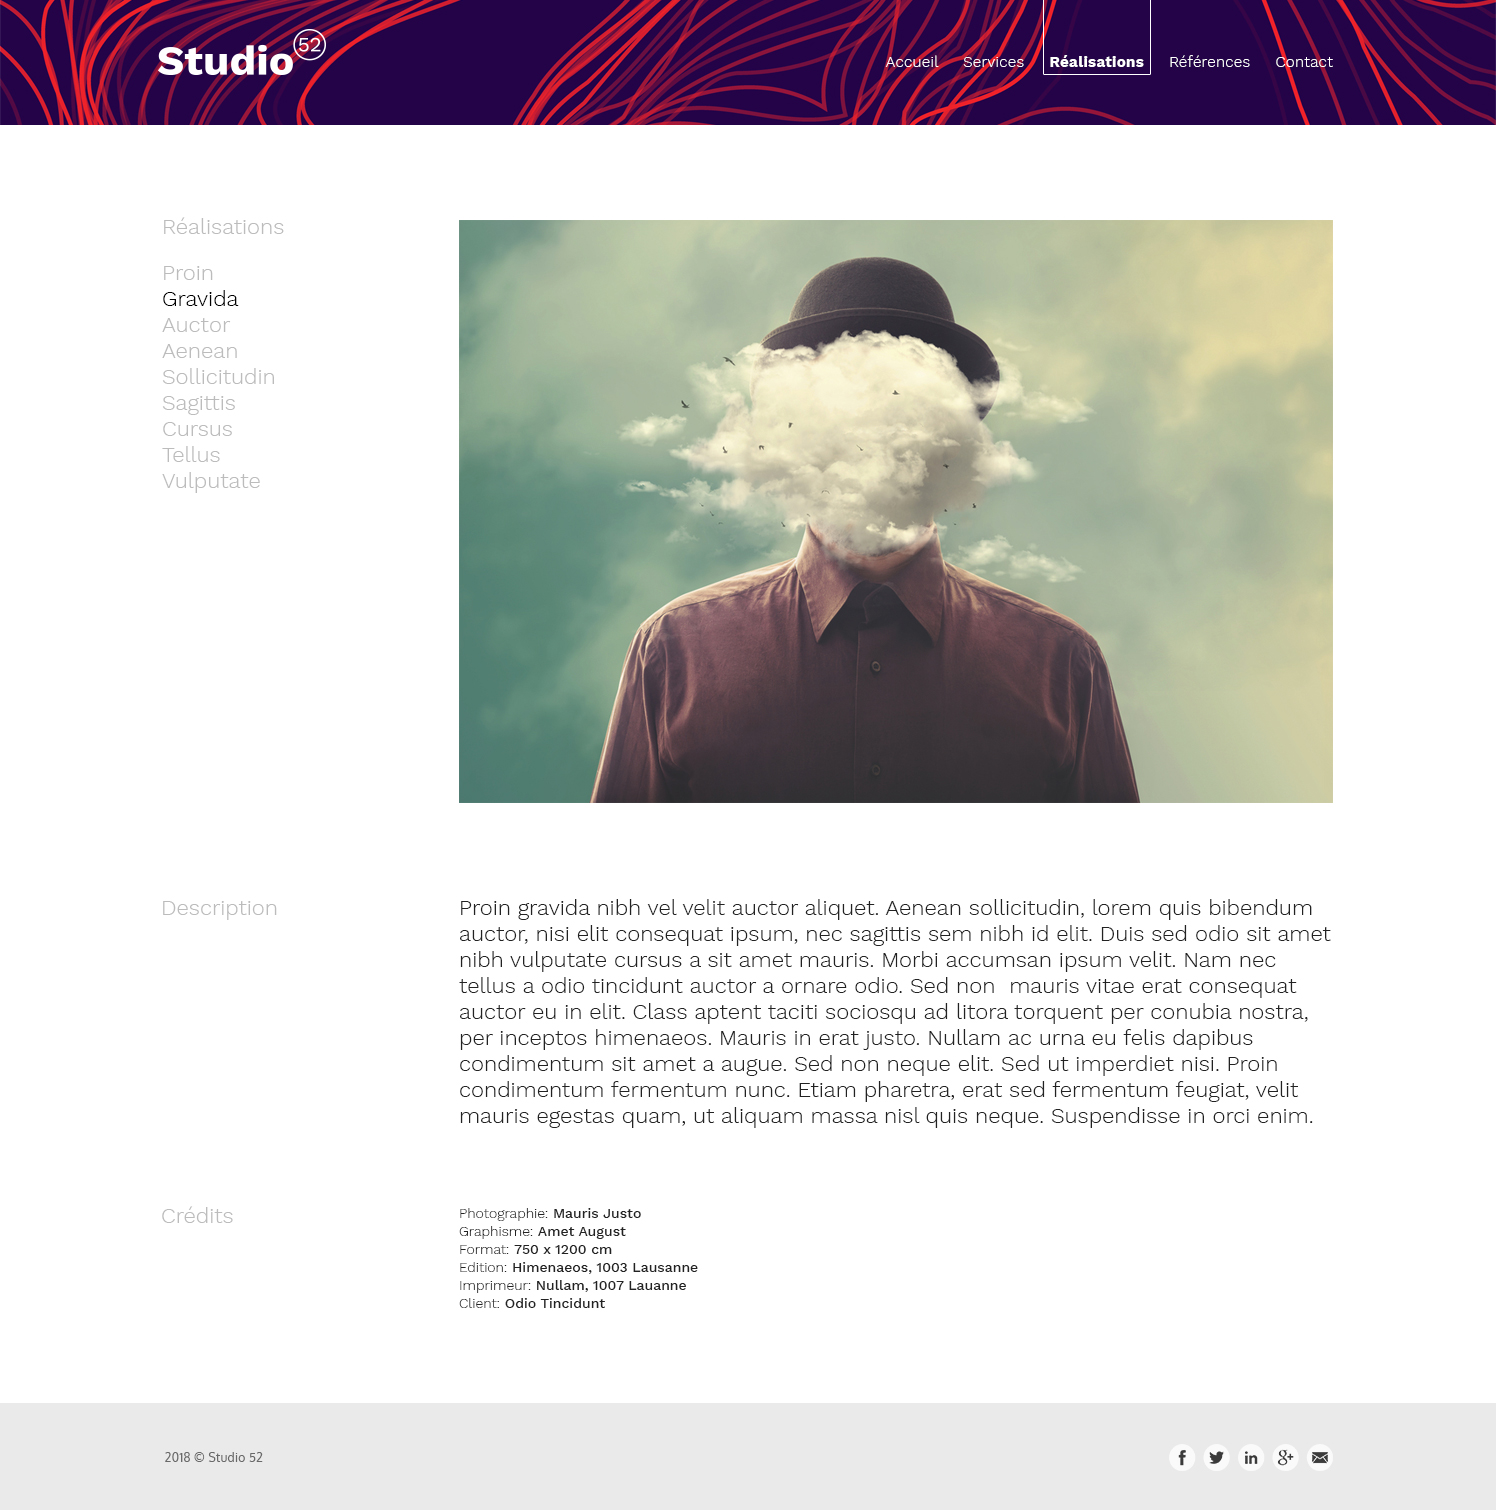 Studio 52
Accueil Services Réalisations Références Contact
Réalisations
Proin
Gravida
Auctor
Aenean
Sollicitudin
Sagittis
Cursus
Tellus
Vulputate
Description
Proin gravida nibh vel velit auctor aliquet. Aenean sollicitudin, lorem quis bibendum
auctor, nisi elit consequat ipsum, nec sagittis sem nibh id elit. Duis sed odio sit amet
nibh vulputate cursus a sit amet mauris. Morbi accumsan ipsum velit. Nam nec
tellus a odio tincidunt auctor a ornare odio. Sed non  mauris vitae erat consequat
auctor eu in elit. Class aptent taciti sociosqu ad litora torquent per conubia nostra,
per inceptos himenaeos. Mauris in erat justo. Nullam ac urna eu felis dapibus
condimentum sit amet a augue. Sed non neque elit. Sed ut imperdiet nisi. Proin
condimentum fermentum nunc. Etiam pharetra, erat sed fermentum feugiat, velit
mauris egestas quam, ut aliquam massa nisl quis neque. Suspendisse in orci enim.
Crédits
Photographie: Mauris Justo
Graphisme: Amet August
Format: 750 x 1200 cm
Edition: Himenaeos, 1003 Lausanne
Imprimeur: Nullam, 1007 Lauanne
Client: Odio Tincidunt
2018 © Studio 52